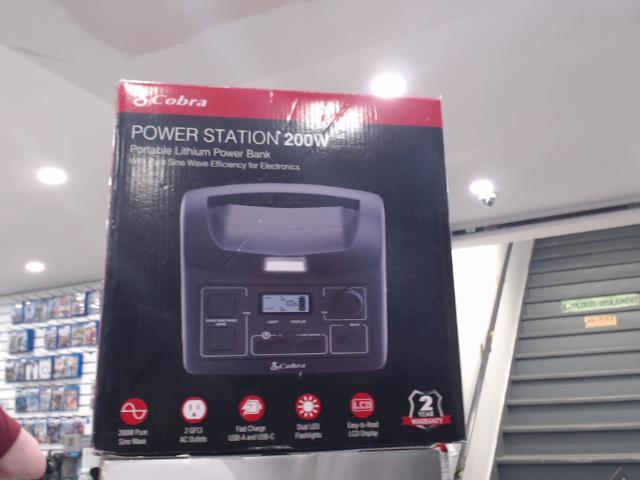 Cobra
POWER STATION 200W
Portable Lithium Power Bank
With Pure Sine Wave Efficiency for Electronics
Cobra
200W Pure
Sine Wave
2 GFCI
AC Outlets
Fast Charge
USB-A and USB-C
Dual LED
Flashlights
LCD
Easy-to-Read
LCD Display
2
YEAR
WARRANTY